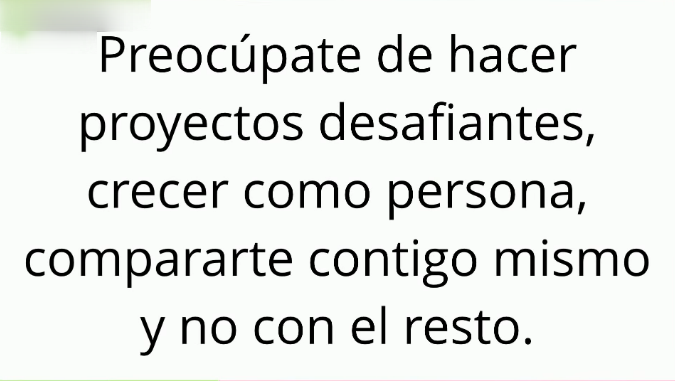 Preocúpate de hacer
proyectos desafiantes,
crecer como persona,
compararte contigo mismo
y no con el resto.